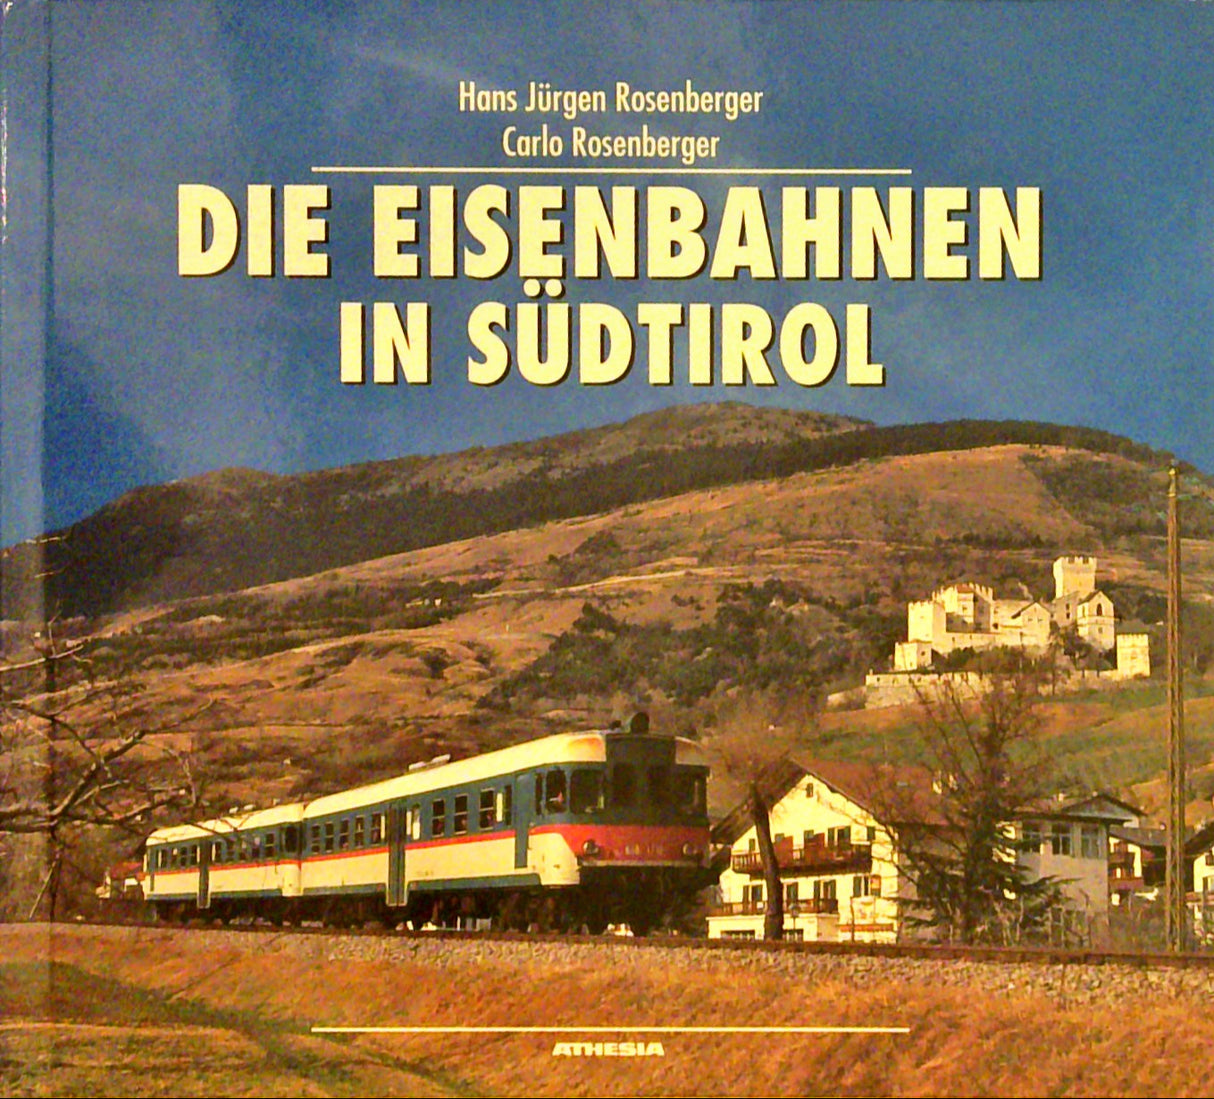 Hans Jürgen Rosenberger
Carlo Rosenberger
DIE EISENBAHNEN
IN SÜDTIROL
ATHESIA